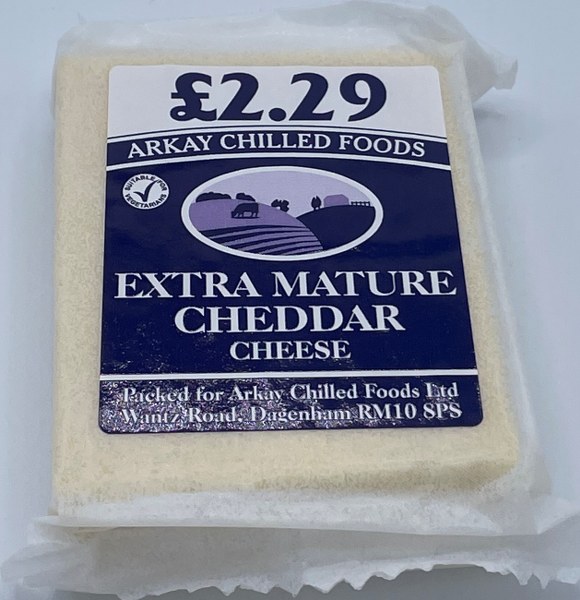 £2.29
ARKAY CHILLED FOODS
SUITABLE FOR VEGETARIANS
EXTRA MATURE
CHEDDAR
CHEESE
Packed for Arkay Chilled Foods Ltd
Wantz Road, Dagenham RM10 8PS